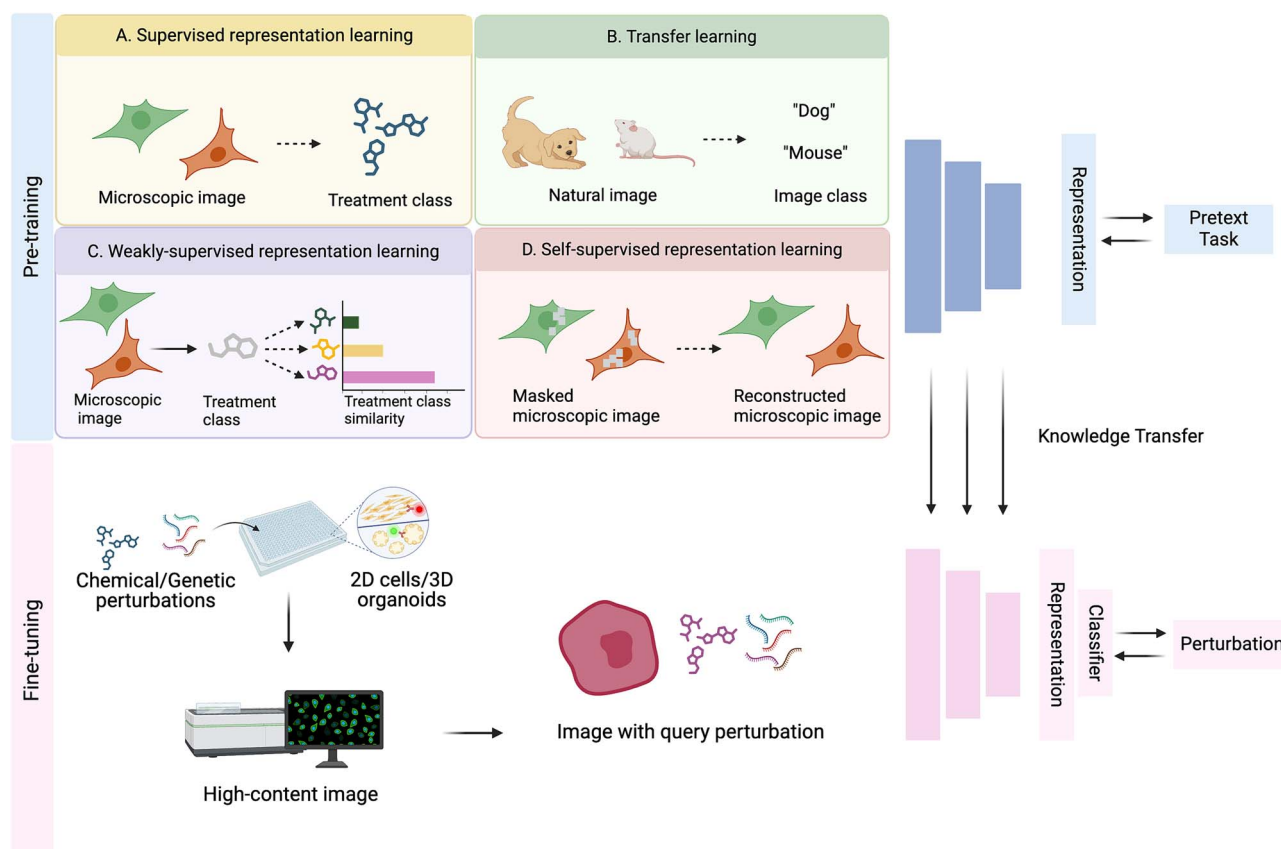 Pre-training
A. Supervised representation learning
Microscopic image
Treatment class
B. Transfer learning
"Dog"
"Mouse"
Natural image
Image class
C. Weakly-supervised representation learning
Microscopic
image
Treatment
class
Treatment class
similarity
D. Self-supervised representation learning
Masked
microscopic image
Reconstructed
microscopic image
Representation
Pretext
Task
Knowledge Transfer
Fine-tuning
Chemical/Genetic
perturbations
2D cells/3D
organoids
High-content image
Image with query perturbation
Representation
Classifier
Perturbation